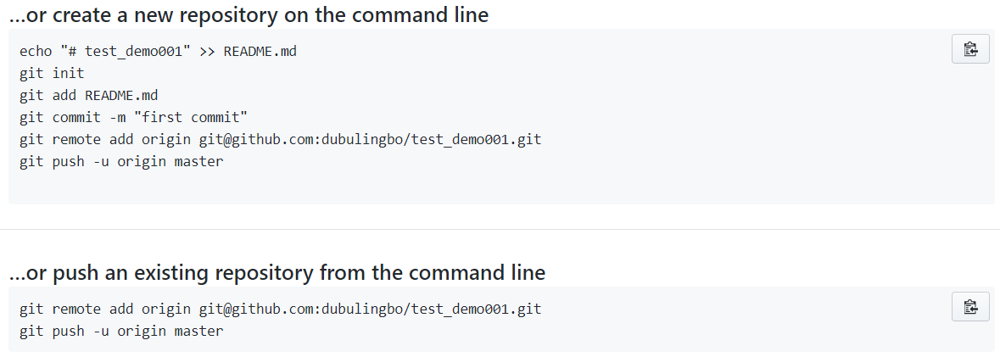 ...or create a new repository on the command line
echo "# test_demo001" >> README.md
git init
git add README.md
git commit -m "first commit"
git remote add origin git@github.com:dubulingbo/test_demo001.git
git push -u origin master
...or push an existing repository from the command line
git remote add origin git@github.com:dubulingbo/test_demo001.git
git push -u origin master